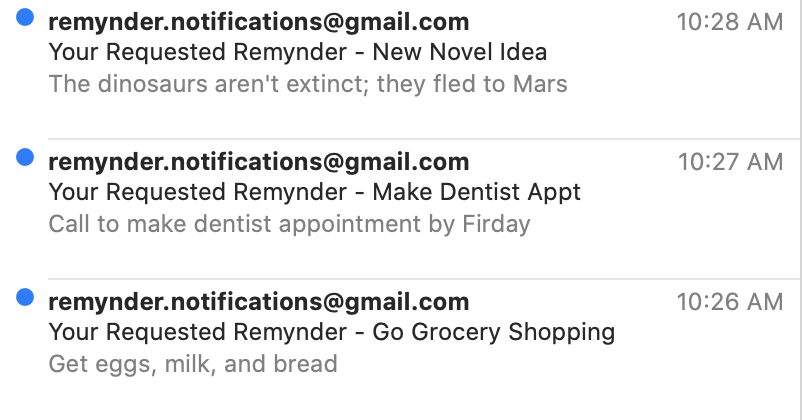 remynder.notifications@gmail.com 10:28 AM
Your Requested Remynder - New Novel Idea
The dinosaurs aren't extinct; they fled to Mars
remynder.notifications@gmail.com 10:27 AM
Your Requested Remynder - Make Dentist Appt
Call to make dentist appointment by Firday
remynder.notifications@gmail.com 10:26 AM
Your Requested Remynder - Go Grocery Shopping
Get eggs, milk, and bread